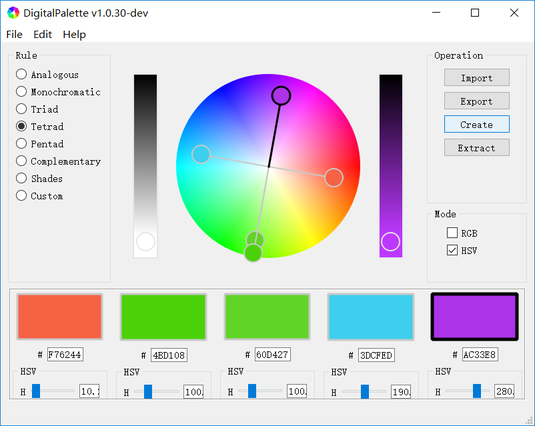 DigitalPalette v1.0.30-dev
File Edit Help
Rule
Analogous
Monochromatic
Triad
Tetrad
Pentad
Complementary
Shades
Custom
Operation
Import
Export
Create
Extract
Mode
RGB
HSV
# F76244 # 4BD108 # 60D427 # 3DCFED # AC33E8
HSV HSV HSV HSV HSV
H 10. H 100. H 100. H 190. H 280.